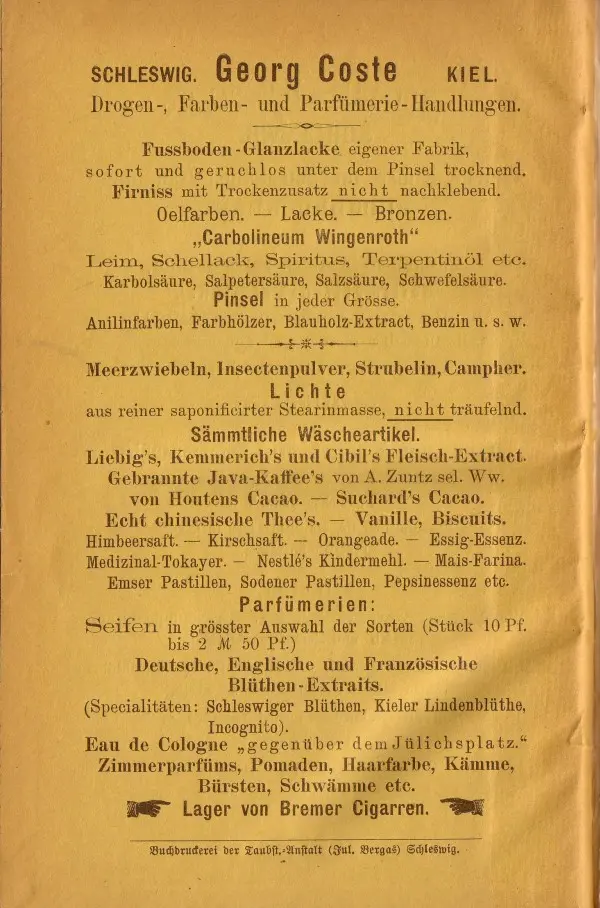 SCHLESWIG. Georg Coste KIEL.
Drogen-, Farben- und Parfümerie-Handlungen.
Fussboden-Glanzlacke eigener Fabrik,
sofort und geruchlos unter dem Pinsel trocknend.
Firniss mit Trockenzusatz nicht nachklebend.
Oelfarben. — Lacke. — Bronzen.
„Carbolineum Wingenroth“
Leim, Schellack, Spiritus, Terpentinöl etc.
Karbolsäure, Salpetersäure, Salzsäure, Schwefelsäure.
Pinsel in jeder Grösse.
Anilinfarben, Farbhölzer, Blauholz-Extract, Benzin u. s. w.
Meerzwiebeln, Insectenpulver, Strubelin, Campher.
Lichte
aus reiner saponificirter Stearinmasse, nicht träufelnd.
Sämmtliche Wäscheartikel.
Liebig's, Kemmerich's und Cibil's Fleisch-Extract.
Gebrannte Java-Kaffee's von A. Zuntz sel. Ww.
von Houtens Cacao. — Suchard's Cacao.
Echt chinesische Thee's. — Vanille, Biscuits.
Himbeersaft. — Kirschsaft. — Orangeade. — Essig-Essenz.
Medizinal-Tokayer. — Nestlé's Kindermehl. — Mais-Farina.
Emser Pastillen, Sodener Pastillen, Pepsinessenz etc.
Parfümerien:
Seifen in grösster Auswahl der Sorten (Stück 10 Pf.
bis 2 M 50 Pf.)
Deutsche, Englische und Französische
Blüthen-Extraits.
(Specialitäten: Schleswiger Blüthen, Kieler Lindenblüthe,
Incognito).
Eau de Cologne „gegenüber dem Jülichsplatz.“
Zimmerparfüms, Pomaden, Haarfarbe, Kämme,
Bürsten, Schwämme etc.
Lager von Bremer Cigarren.
Buchdruckerei der Taubst.-Anstalt (Jul. Bergas) Schleswig.